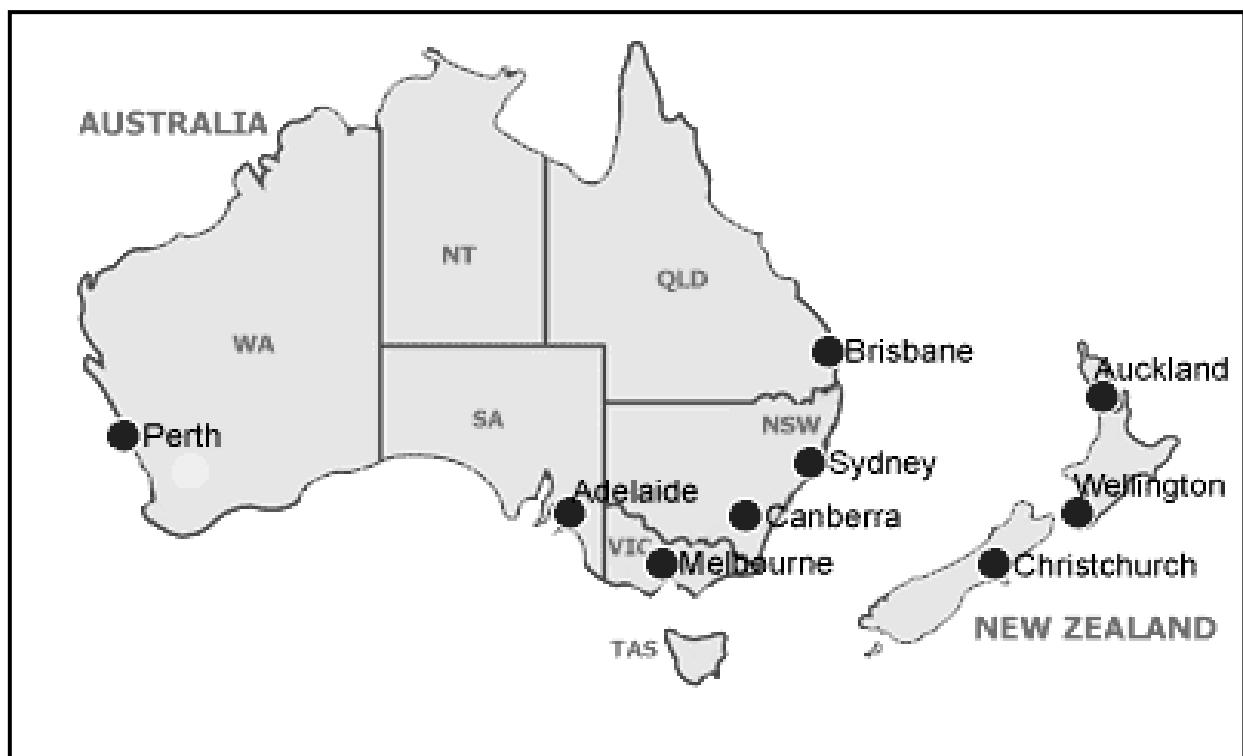 AUSTRALIA
NT
QLD
WA
Brisbane
Auckland
SA
NSW
Perth
Sydney
Adelaide
Wellington
Canberra
VIC
Melbourne
Christchurch
NEW ZEALAND
TAS